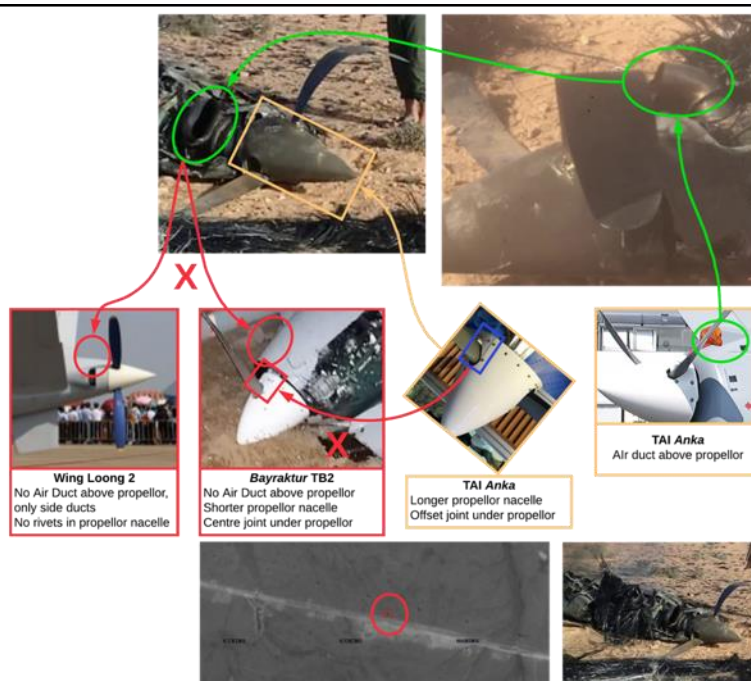 X
X
Wing Loong 2
No Air Duct above propellor,
only side ducts
No rivets in propellor nacelle
Bayraktur TB2
No Air Duct above propellor
Shorter propellor nacelle
Centre joint under propellor
TAI Anka
Longer propellor nacelle
Offset joint under propellor
TAI Anka
AIr duct above propellor